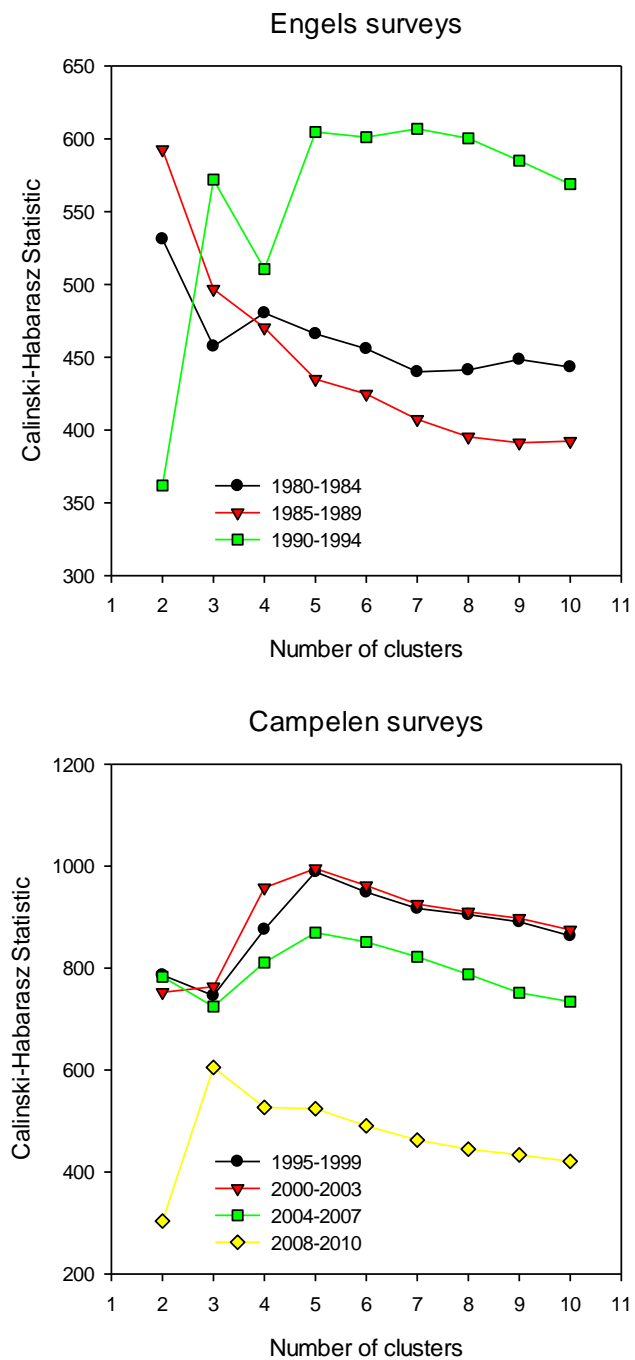 Engels surveys
650
600
550
500
450
400
350
300
Calinski-Habarasz Statistic
1980-1984
1985-1989
1990-1994
1 2 3 4 5 6 7 8 9 10 11
Number of clusters
Campelen surveys
1200
1000
800
600
400
200
Calinski-Habarasz Statistic
1995-1999
2000-2003
2004-2007
2008-2010
1 2 3 4 5 6 7 8 9 10 11
Number of clusters